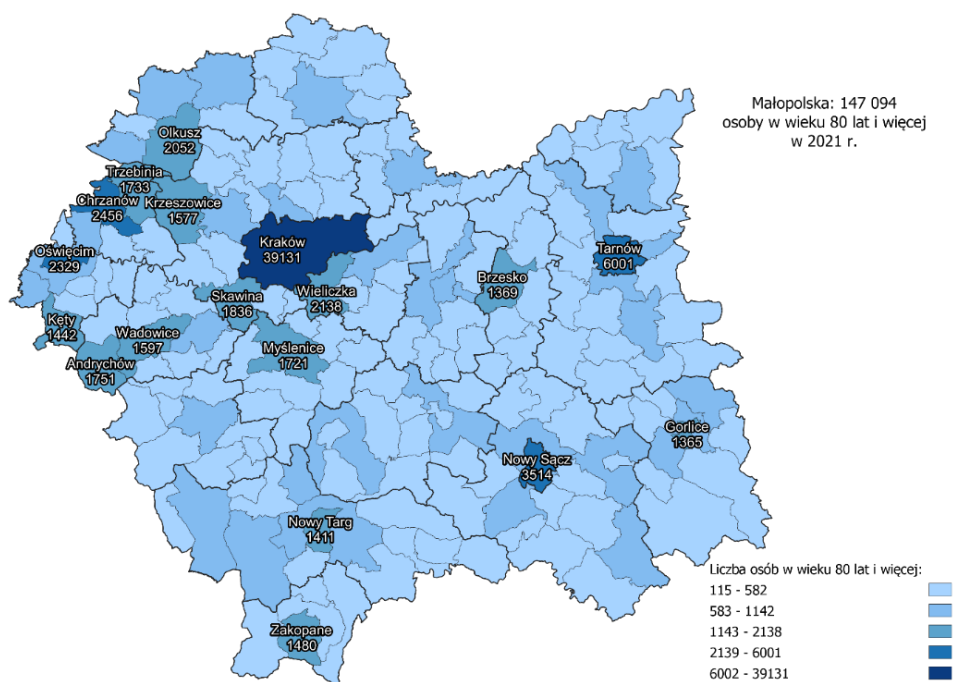 Małopolska: 147 094
osoby w wieku 80 lat i więcej
w 2021 r.
Olkusz
2052
Trzebinia
1733
Chrzanów
2456
Krzeszowice
1577
Kraków
39131
Tarnów
6001
Oświęcim
2329
Brzesko
1369
Skawina
1836
Wieliczka
2138
Kęty
1442
Wadowice
1597
Myślenice
1721
Andrychów
1751
Gorlice
1365
Nowy Sącz
3514
Nowy Targ
1411
Zakopane
1480
Liczba osób w wieku 80 lat i więcej:
115 - 582
583 - 1142
1143 - 2138
2139 - 6001
6002 - 39131